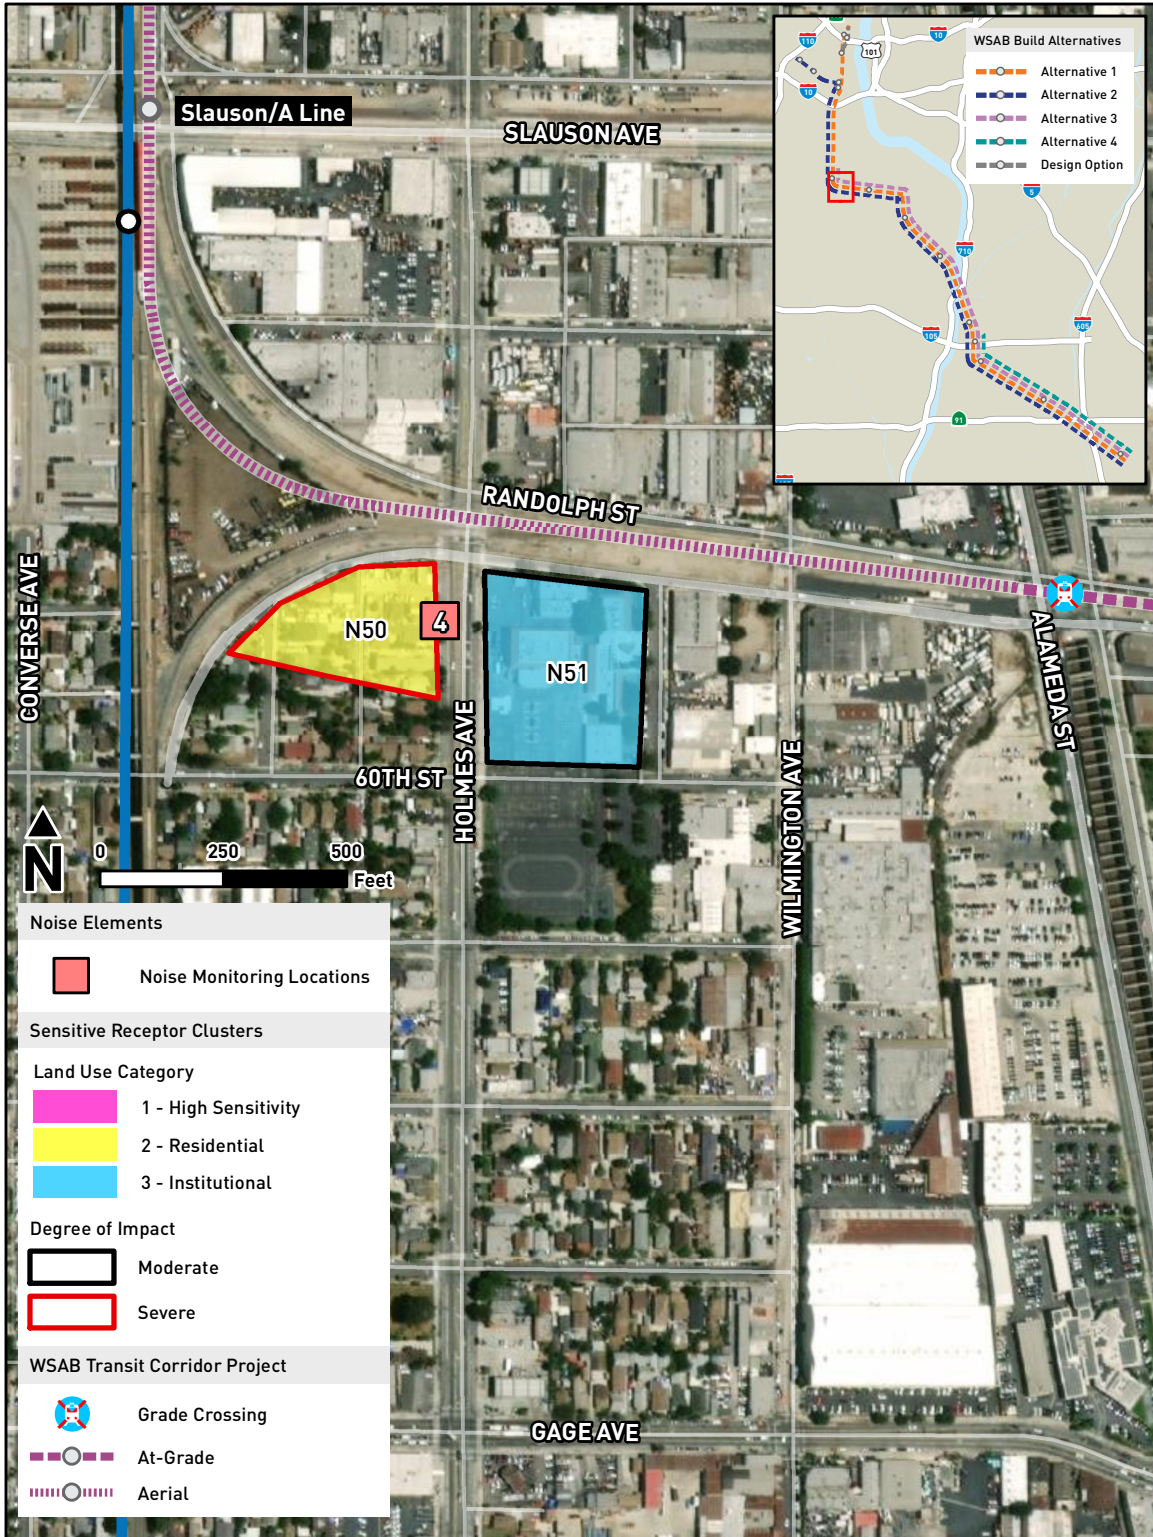 Slauson/A Line
SLAUSON AVE
RANDOLPH ST
CONVERSE AVE
N50
4
N51
HOLMES AVE
60TH ST
WILMINGTON AVE
ALAMEDA ST
GAGE AVE
N
0 250 500
Feet
WSAB Build Alternatives
Alternative 1
Alternative 2
Alternative 3
Alternative 4
Design Option
110
10
101
10
5
710
105
605
91
Noise Elements
Noise Monitoring Locations
Sensitive Receptor Clusters
Land Use Category
1 - High Sensitivity
2 - Residential
3 - Institutional
Degree of Impact
Moderate
Severe
WSAB Transit Corridor Project
Grade Crossing
At-Grade
Aerial